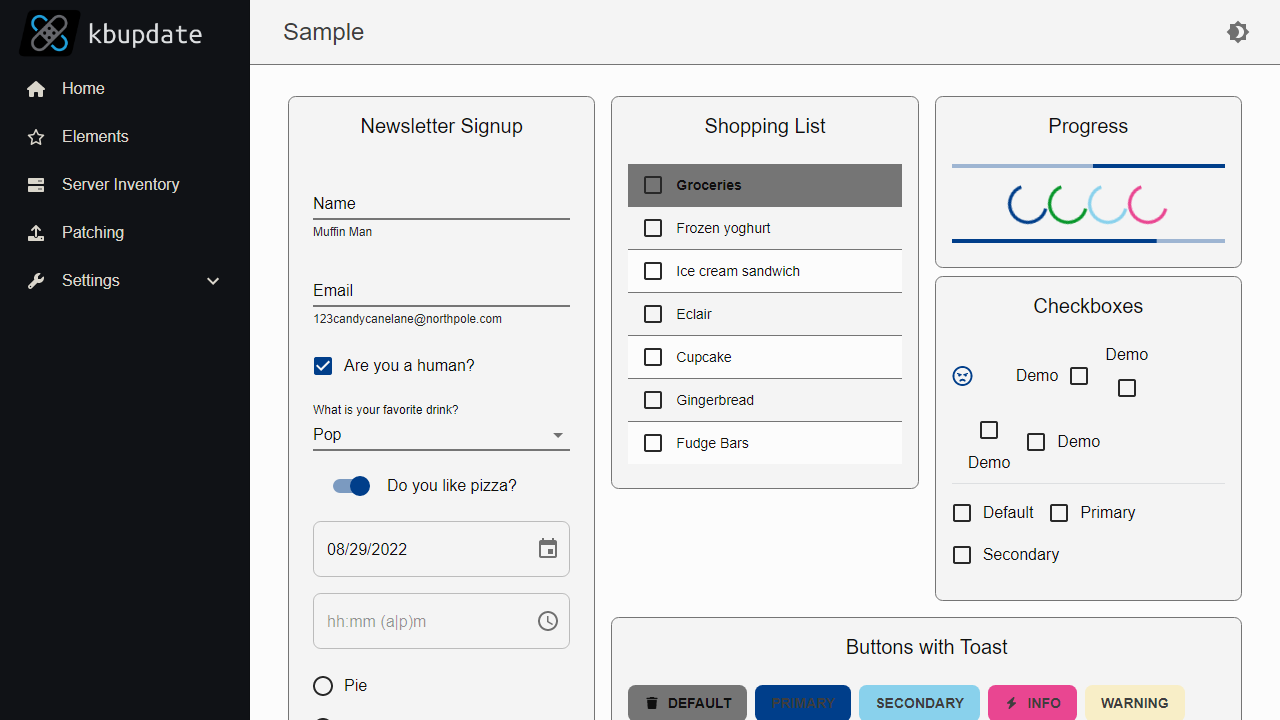 kbupdate
Home
Elements
Server Inventory
Patching
Settings
Sample
Newsletter Signup
Name
Muffin Man
Email
123candycanelane@northpole.com
Are you a human?
What is your favorite drink?
Pop
Do you like pizza?
08/29/2022
hh:mm (a|p)m
Pie
Shopping List
Groceries
Frozen yoghurt
Ice cream sandwich
Eclair
Cupcake
Gingerbread
Fudge Bars
Progress
Checkboxes
Demo
Demo
Demo
Demo
Default
Primary
Secondary
Buttons with Toast
DEFAULT
PRIMARY
SECONDARY
INFO
WARNING